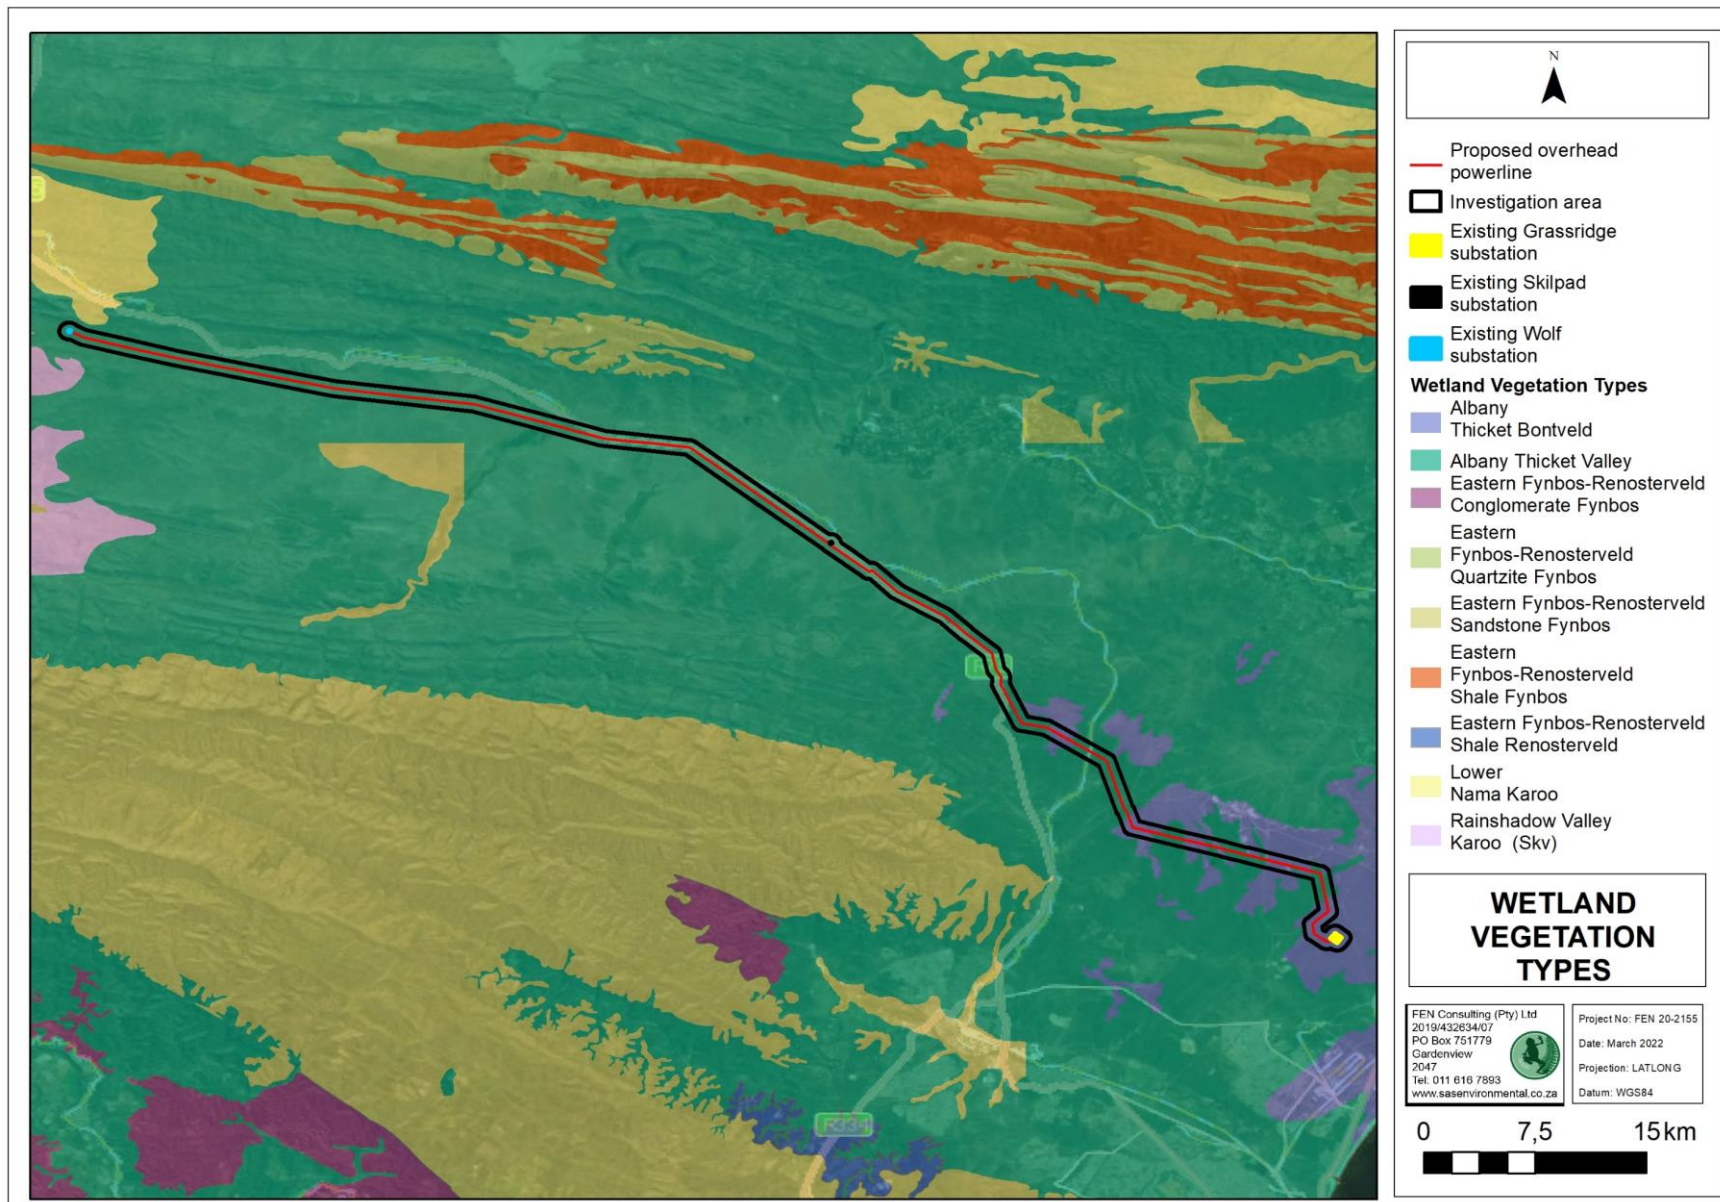 N
Proposed overhead
powerline
Investigation area
Existing Grassridge
substation
Existing Skilpad
substation
Existing Wolf
substation
Wetland Vegetation Types
Albany
Thicket Bontveld
Albany Thicket Valley
Eastern Fynbos-Renosterveld
Conglomerate Fynbos
Eastern
Fynbos-Renosterveld
Quartzite Fynbos
Eastern Fynbos-Renosterveld
Sandstone Fynbos
Eastern
Fynbos-Renosterveld
Shale Fynbos
Eastern Fynbos-Renosterveld
Shale Renosterveld
Lower
Nama Karoo
Rainshadow Valley
Karoo (Skv)
WETLAND
VEGETATION
TYPES
FEN Consulting (Pty) Ltd
2019/432634/07
PO Box 751779
Gardenview
2047
Tel: 011 616 7893
www.sasenvironmental.co.za
Project No: FEN 20-2155
Date: March 2022
Projection: LATLONG
Datum: WGS84
0 7,5 15 km
R334